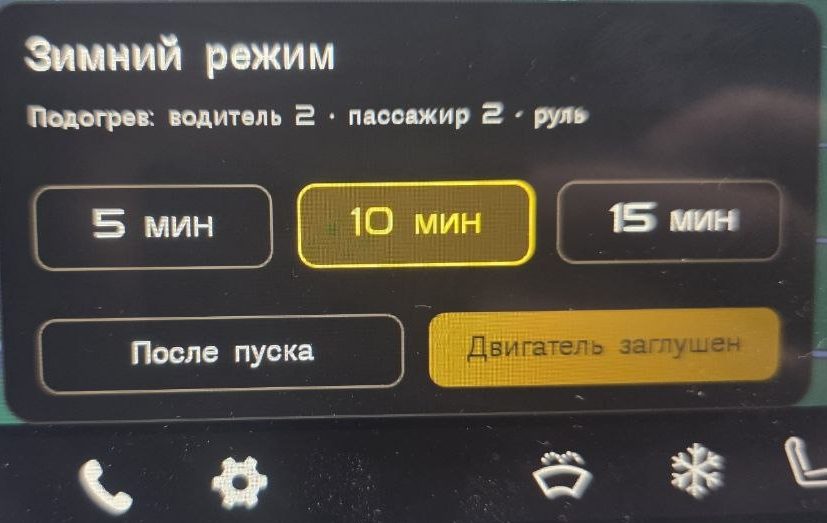 Зимний режим
Подогрев: водитель 2 · пассажир 2 · руль
5 мин 10 мин 15 мин
После пуска Двигатель заглушен